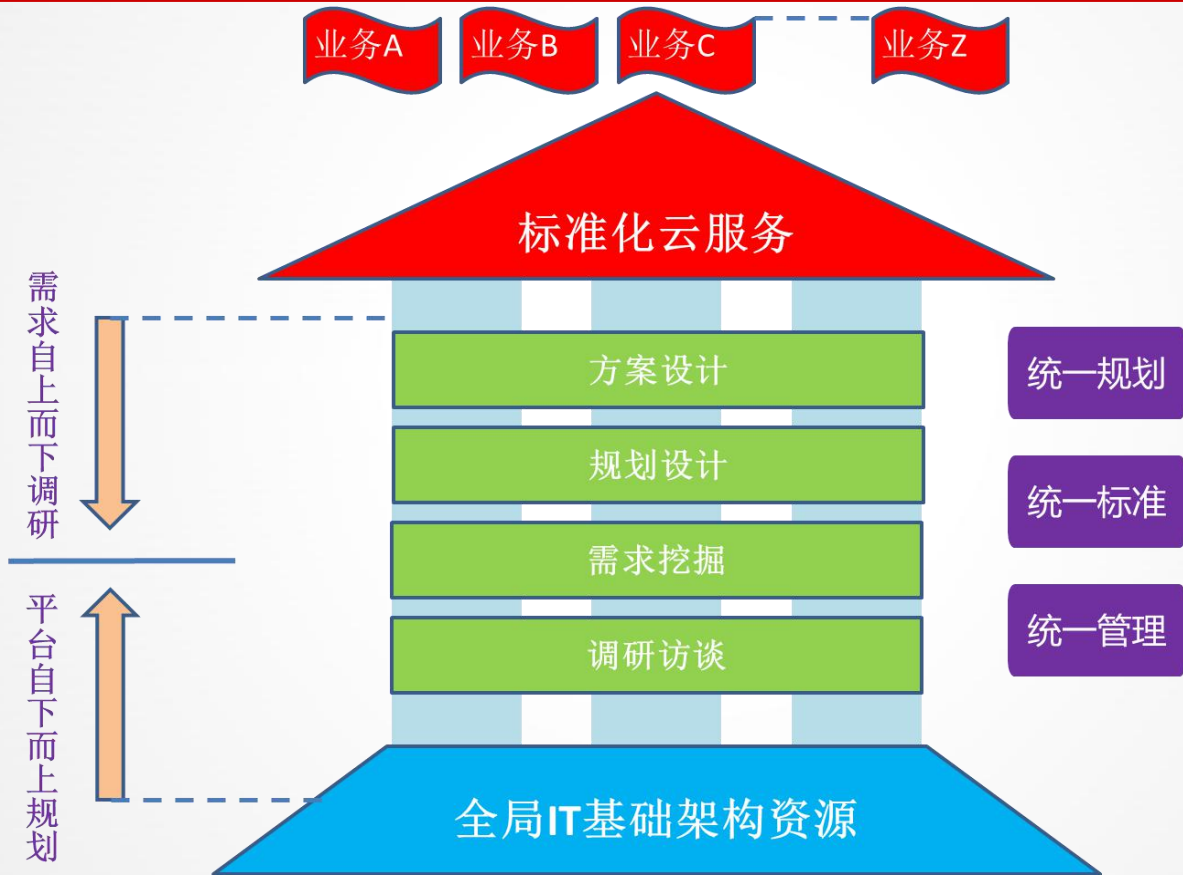 业务A
业务B
业务C
业务Z
标准化云服务
需求自上而下调研
平台自下而上规划
方案设计
规划设计
需求挖掘
调研访谈
统一规划
统一标准
统一管理
全局IT基础架构资源